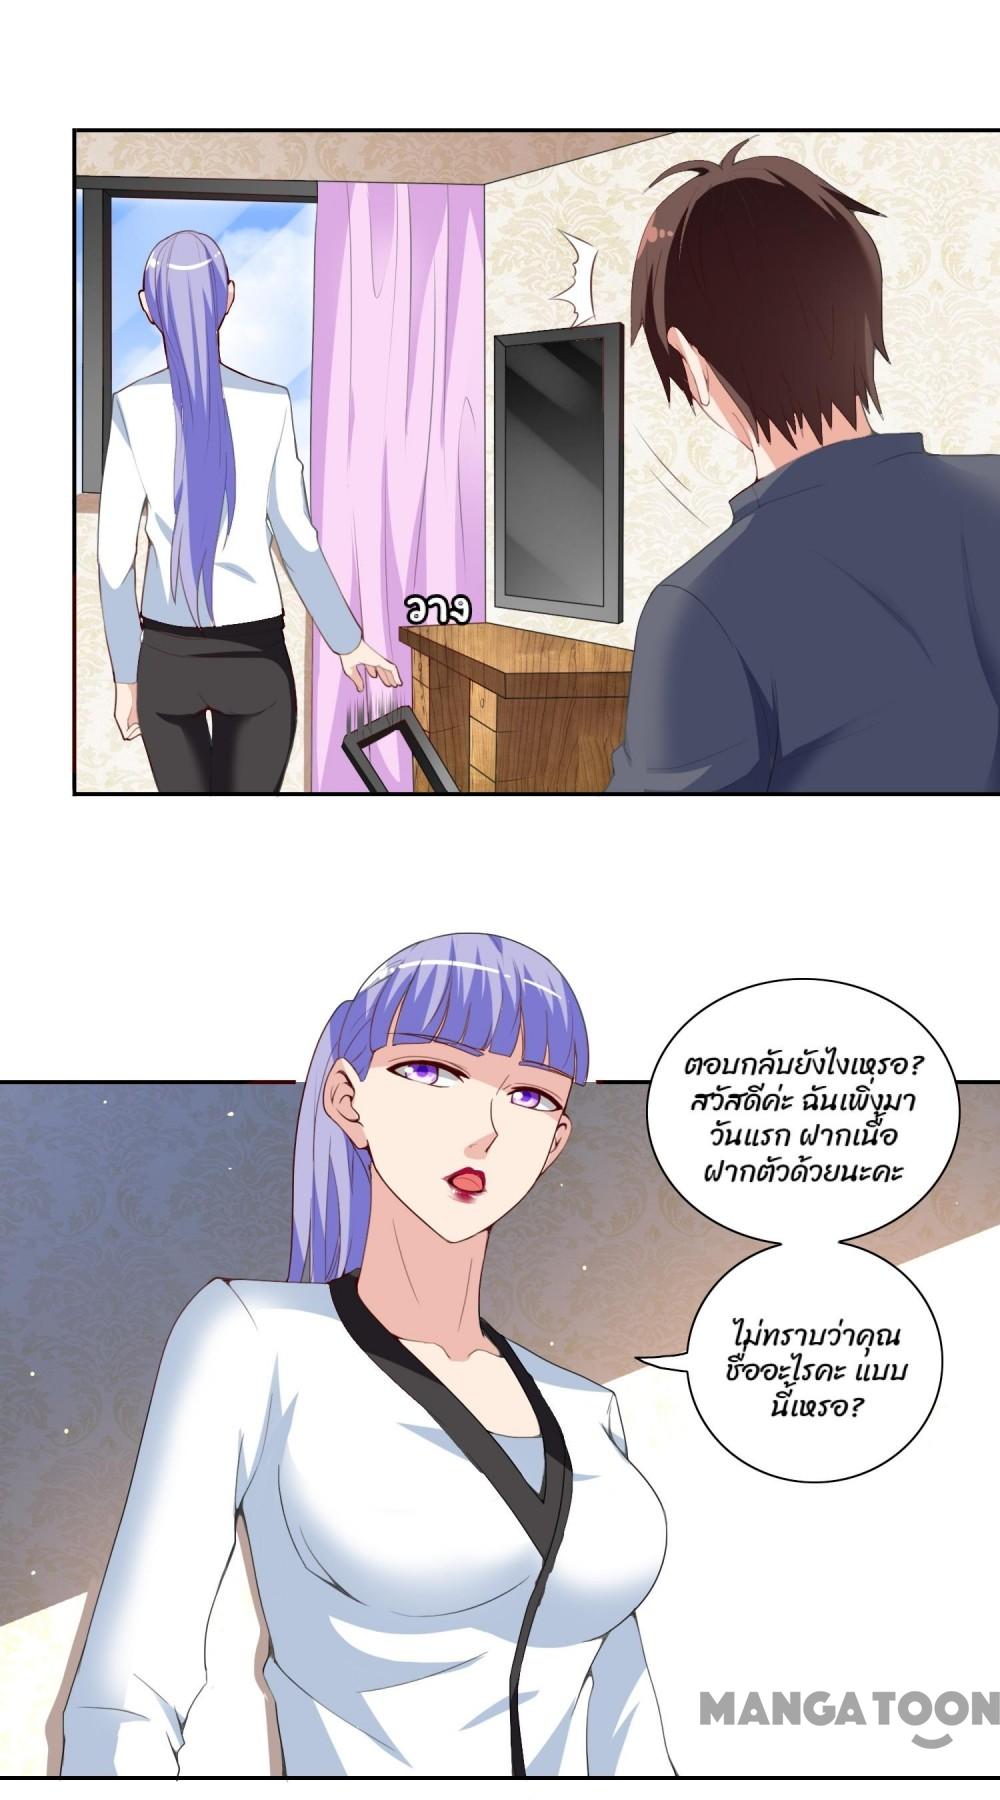 วาง
ตอบกลับยังไงเหรอ?
สวัสดีค่ะ ฉันเพิ่งมา
วันแรก ฝากเนื้อ
ฝากตัวด้วยนะคะ
ไม่ทราบว่าคุณ
ชื่ออะไรคะ แบบ
นี้เหรอ?
MANGATOON